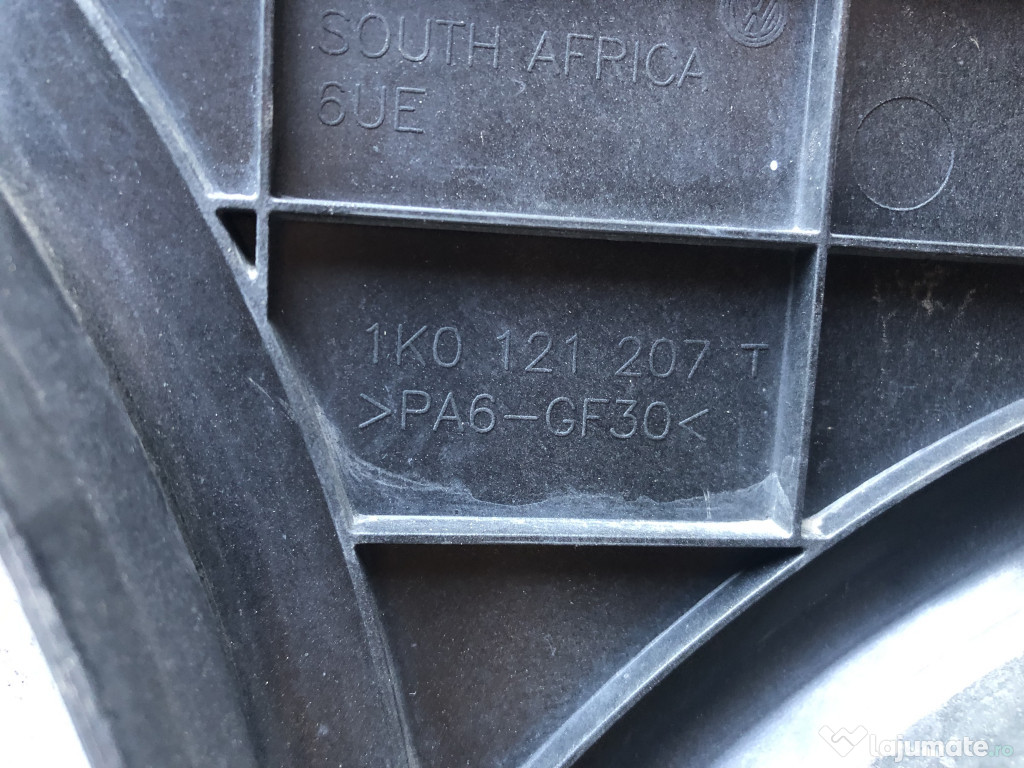 SOUTH AFRICA
6UE
1K0 121 207 T
>PA6-GF30<
lajumate.ro